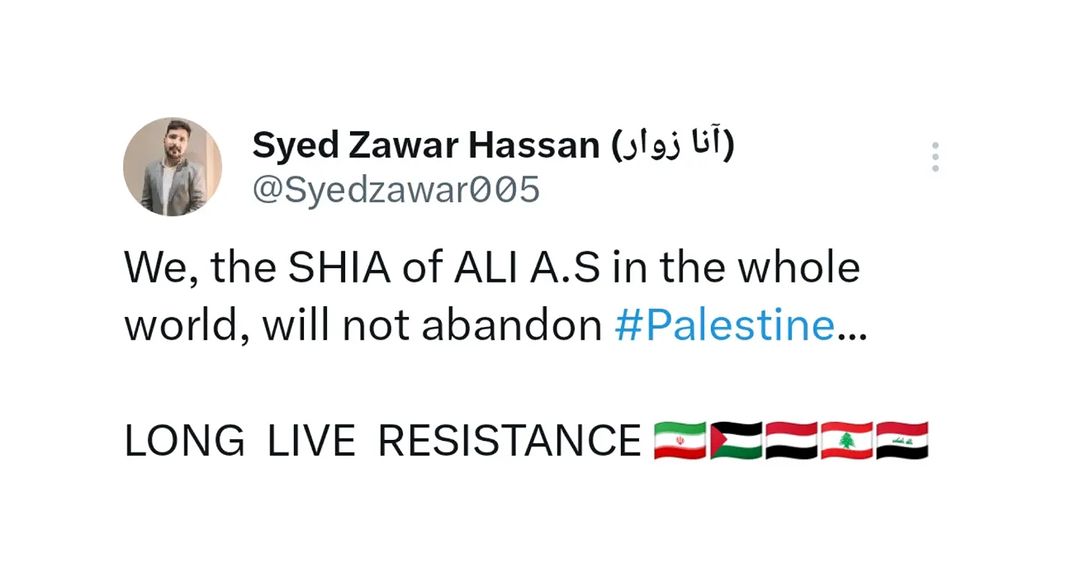 Syed Zawar Hassan (آنا زوار)
@Syedzawar005
We, the SHIA of ALI A.S in the whole
world, will not abandon #Palestine...
LONG LIVE RESISTANCE 🇮🇷🇵🇸🇾🇪🇱🇧🇮🇶